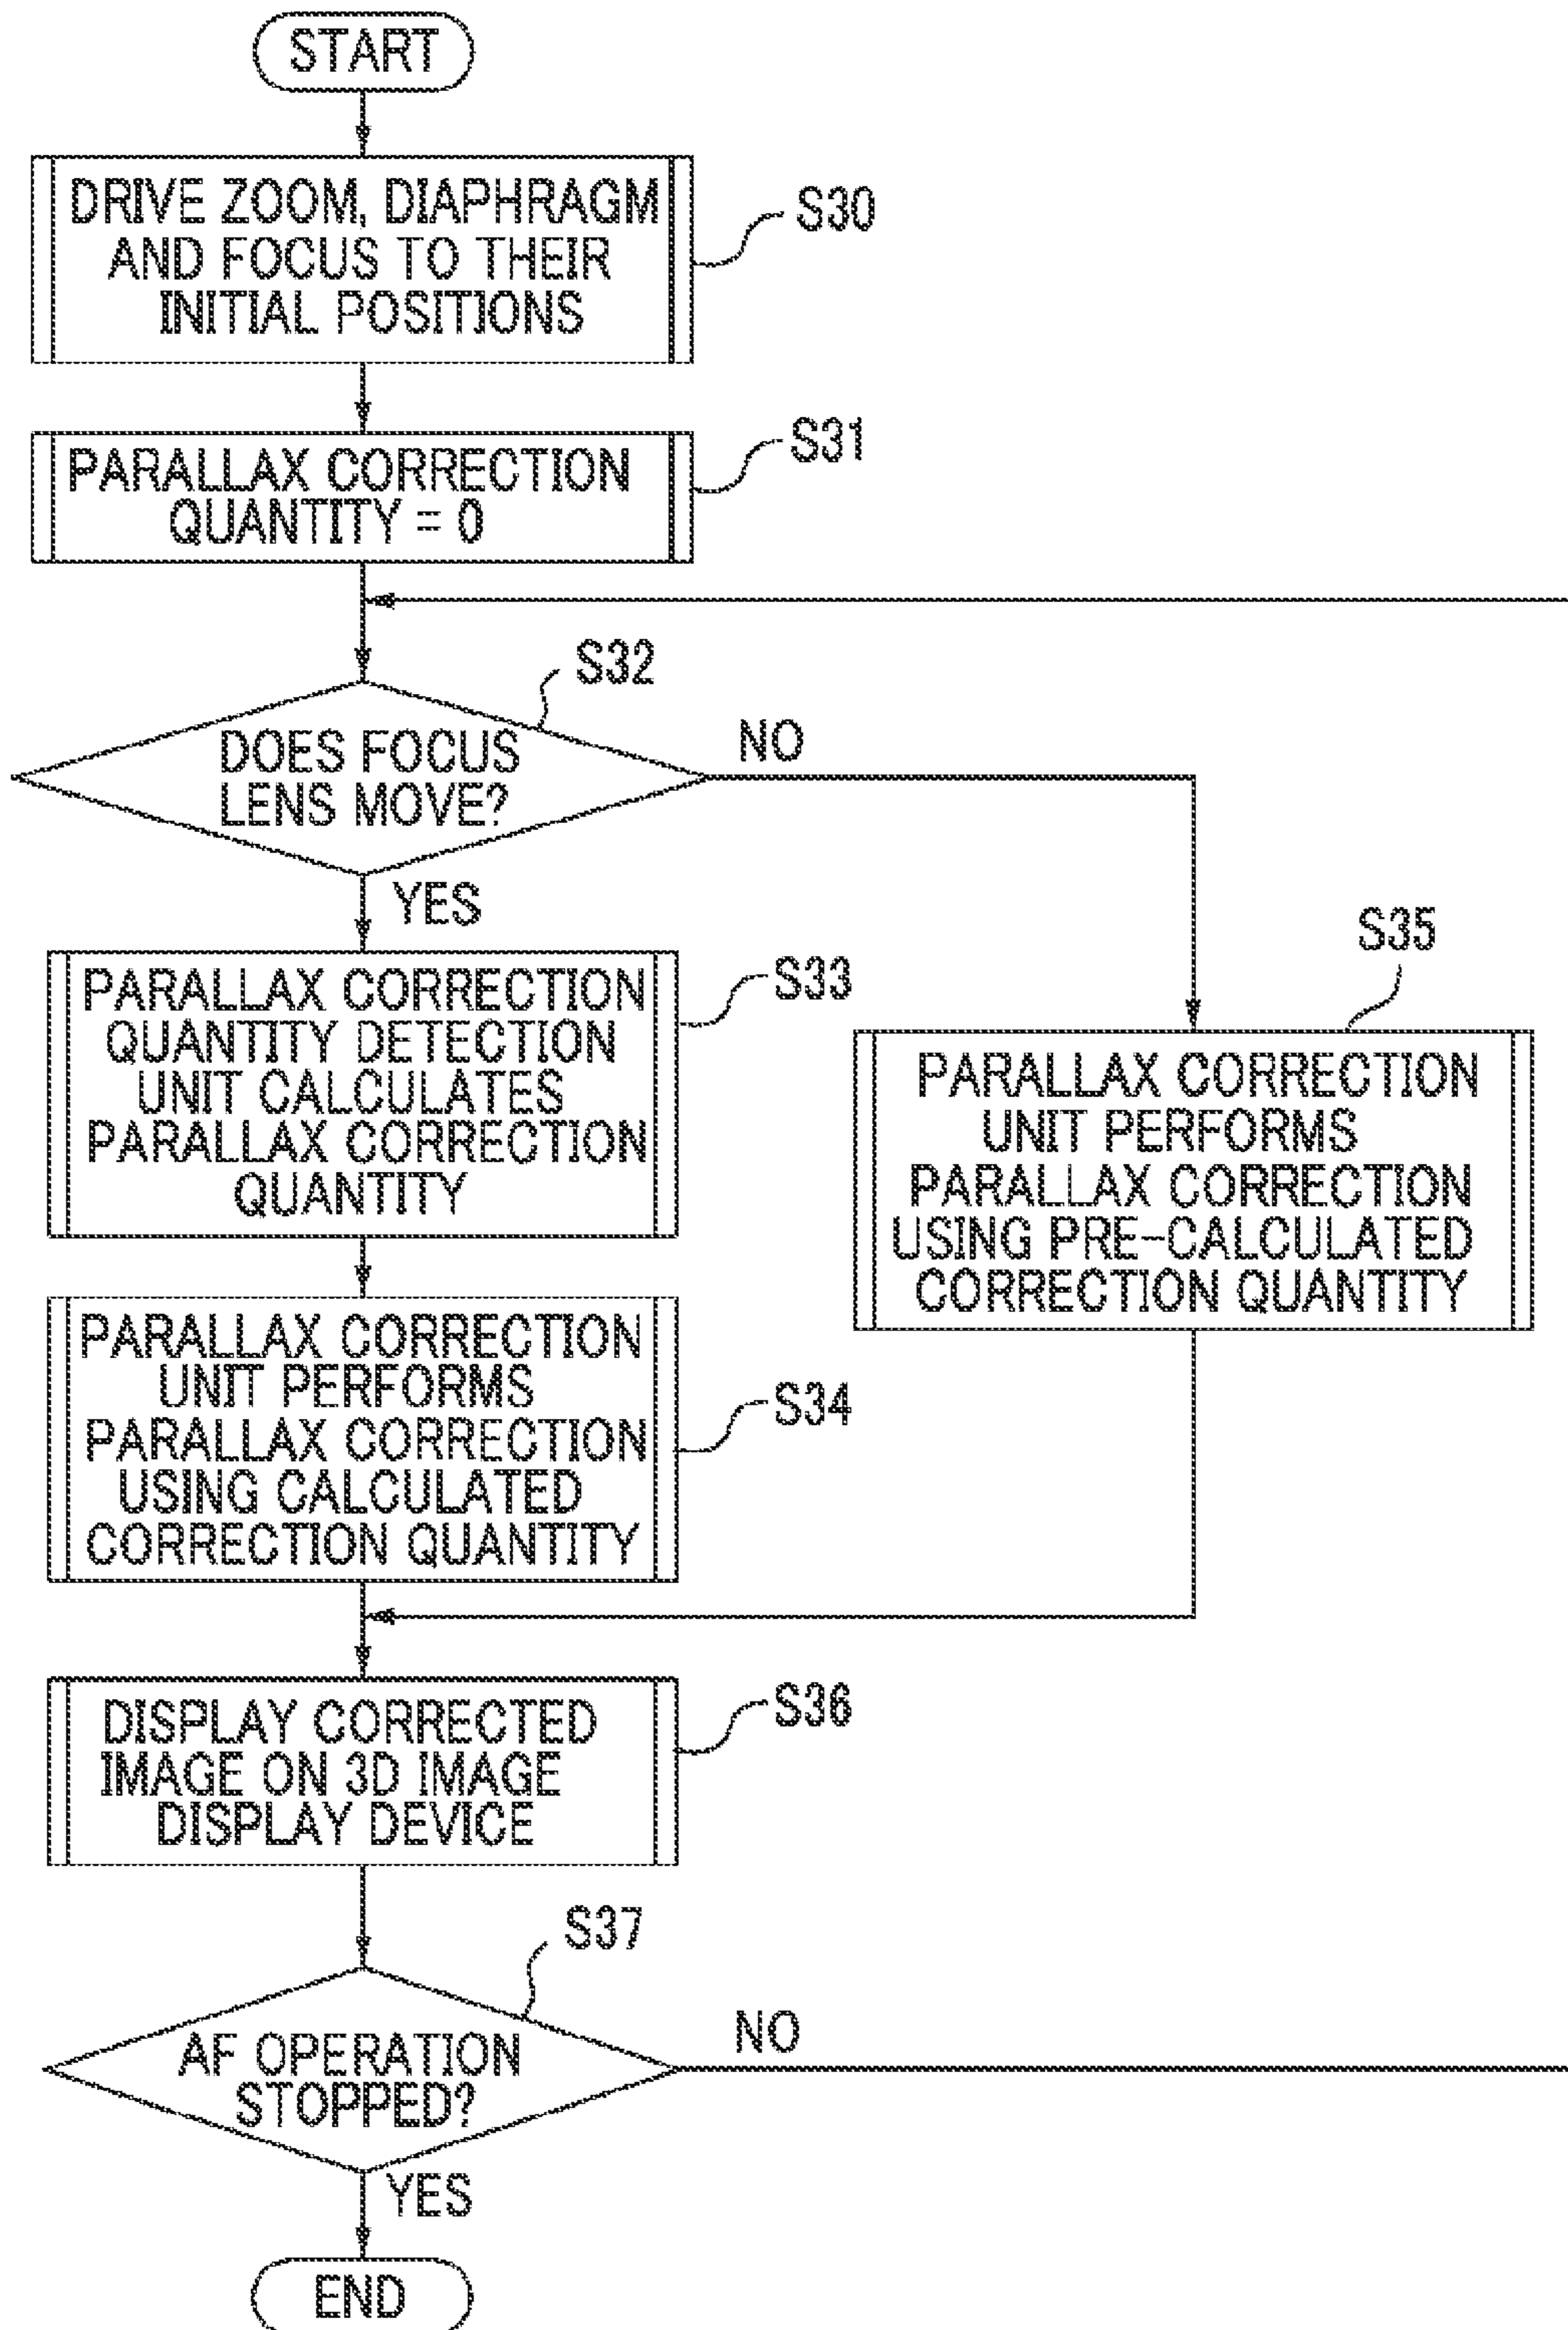 START
DRIVE ZOOM, DIAPHRAGM
AND FOCUS TO THEIR
INITIAL POSITIONS
S30
PARALLAX CORRECTION
QUANTITY = 0
S31
S32
DOES FOCUS
LENS MOVE?
NO
YES
PARALLAX CORRECTION
QUANTITY DETECTION
UNIT CALCULATES
PARALLAX CORRECTION
QUANTITY
S33
S35
PARALLAX CORRECTION
UNIT PERFORMS
PARALLAX CORRECTION
USING PRE-CALCULATED
CORRECTION QUANTITY
PARALLAX CORRECTION
UNIT PERFORMS
PARALLAX CORRECTION
USING CALCULATED
CORRECTION QUANTITY
S34
DISPLAY CORRECTED
IMAGE ON 3D IMAGE
DISPLAY DEVICE
S36
S37
AF OPERATION
STOPPED?
NO
YES
END